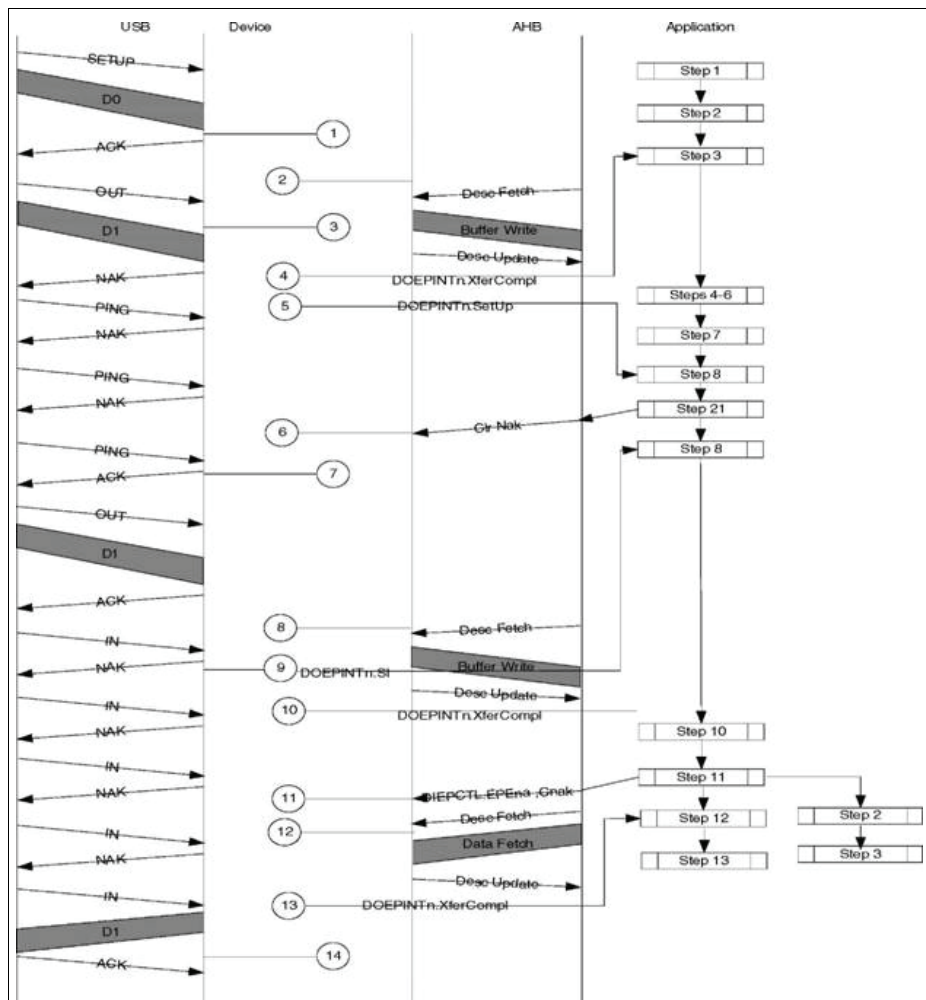 USB Device AHB Application
SETUP
Step 1
D0
Step 2
1
ACK
Step 3
2
OUT
Desc Fetch
3
D1
Buffer Write
Desc Update
4
NAK
DOEPINTn.XferCompl
Steps 4-6
PING
5
DOEPINTn.SetUp
NAK
Step 7
PING
Step 8
NAK
Step 21
6
Clr Nak
PING
Step 8
7
ACK
OUT
D1
ACK
8
Desc Fetch
IN
9
NAK
DOEPINTn.SI
Buffer Write
Desc Update
IN
10
DOEPINTn.XferCompl
NAK
Step 10
IN
Step 11
NAK
11
DIEPCTL.EPEna ,Cnak
Step 2
Desc Fetch
Step 12
12
IN
Data Fetch
Step 3
NAK
Step 13
Desc Update
IN
13
DOEPINTn.XferCompl
D1
14
ACK